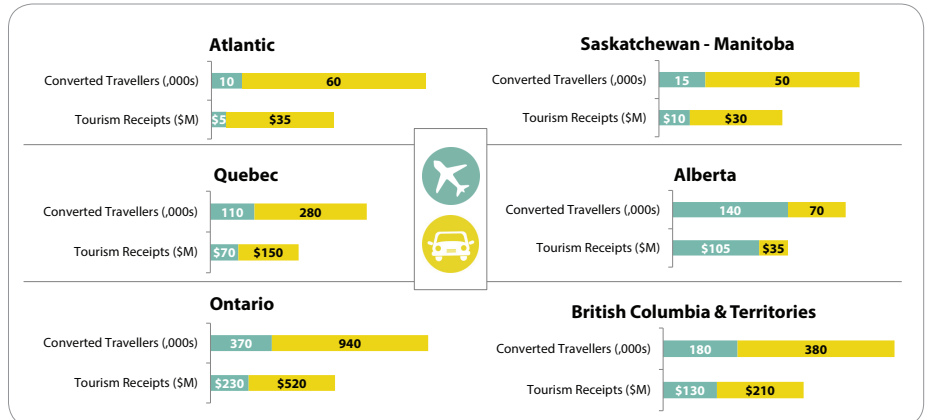 Atlantic
Converted Travellers (,000s) 10 60
Tourism Receipts ($M) $5 $35
Saskatchewan - Manitoba
Converted Travellers (,000s) 15 50
Tourism Receipts ($M) $10 $30
Quebec
Converted Travellers (,000s) 110 280
Tourism Receipts ($M) $70 $150
Alberta
Converted Travellers (,000s) 140 70
Tourism Receipts ($M) $105 $35
Ontario
Converted Travellers (,000s) 370 940
Tourism Receipts ($M) $230 $520
British Columbia & Territories
Converted Travellers (,000s) 180 380
Tourism Receipts ($M) $130 $210